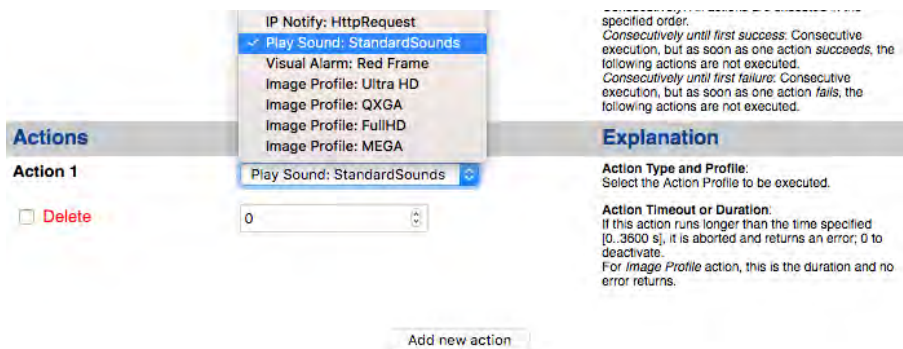 IP Notify: HttpRequest
✓ Play Sound: StandardSounds
Visual Alarm: Red Frame
Image Profile: Ultra HD
Image Profile: QXGA
Image Profile: FullHD
Image Profile: MEGA
specified order.
Consecutively until first success: Consecutive
execution, but as soon as one action succeeds, the
following actions are not executed.
Consecutively until first failure: Consecutive
execution, but as soon as one action fails, the
following actions are not executed.
Actions
Explanation
Action 1
Play Sound: StandardSounds
Action Type and Profile:
Select the Action Profile to be executed.
Delete
0
Action Timeout or Duration:
If this action runs longer than the time specified
[0..3600 s], it is aborted and returns an error; 0 to
deactivate.
For Image Profile action, this is the duration and no
error returns.
Add new action